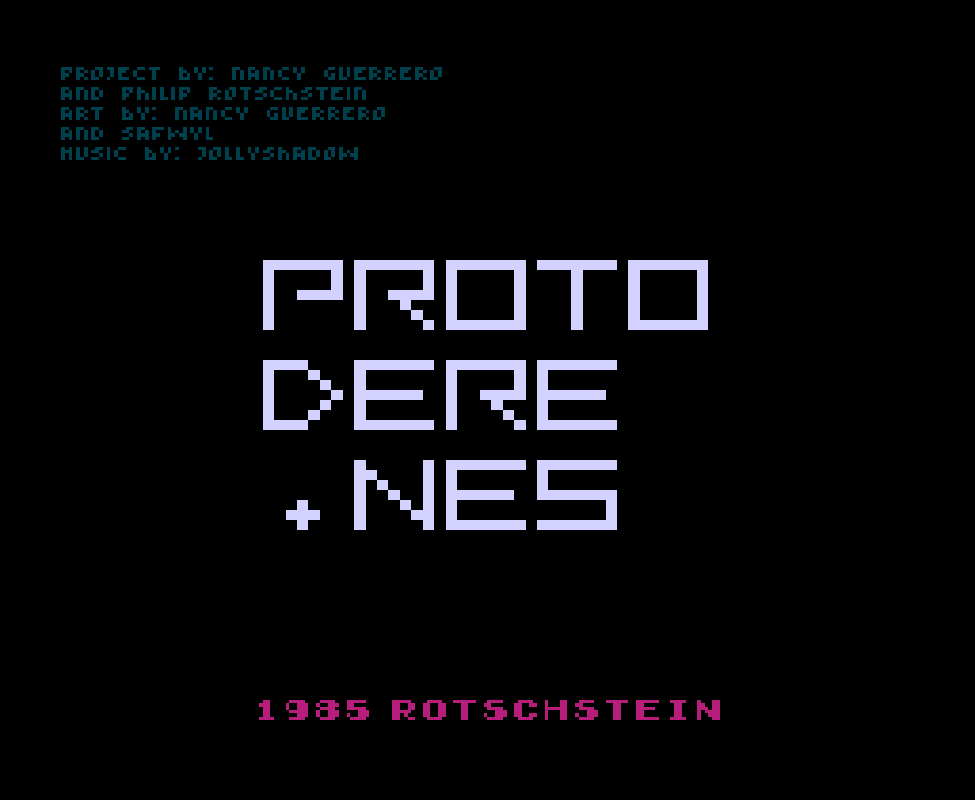 PROJECT BY: NANCY GUERRERO
AND PHILIP ROTSCHSTEIN
ART BY: NANCY GUERRERO
AND SAFWYL
MUSIC BY: JOLLYSHADOW
PROTO
DERE
.NES
1985 ROTSCHSTEIN